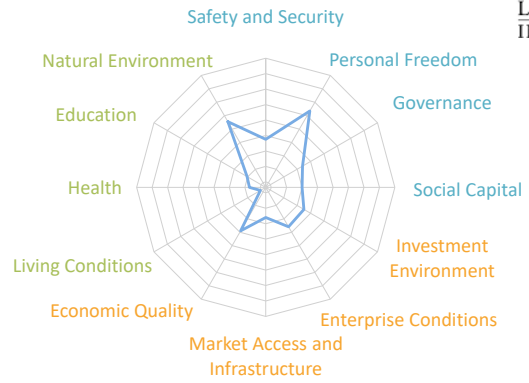 Safety and Security
Natural Environment
Personal Freedom
Education
Governance
Health
Social Capital
Investment
Environment
Living Conditions
Economic Quality
Enterprise Conditions
Market Access and
Infrastructure